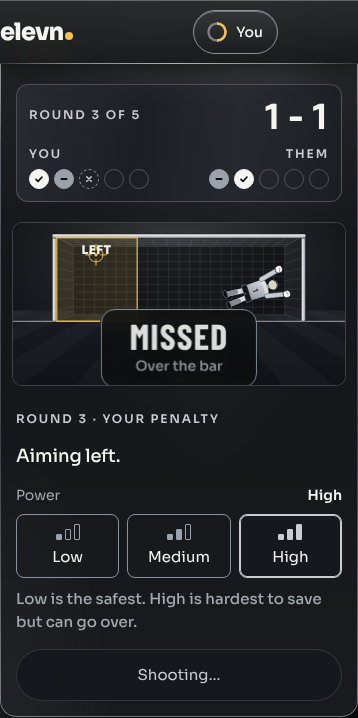 elevn.
You
ROUND 3 OF 5
1 - 1
YOU
THEM
LEFT
MISSED
Over the bar
ROUND 3 · YOUR PENALTY
Aiming left.
Power
High
Low
Medium
High
Low is the safest. High is hardest to save
but can go over.
Shooting...